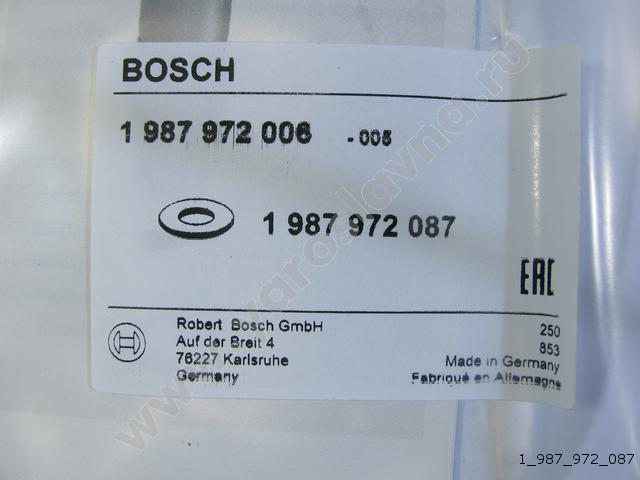 BOSCH
1 987 972 006 - 005
1 987 972 087
EAC
Robert Bosch GmbH
Auf der Breit 4
76227 Karlsruhe
Germany
250
853
Made in Germany
Fabriqué en Allemagne
www.yaroslavna.ru
1_987_972_087